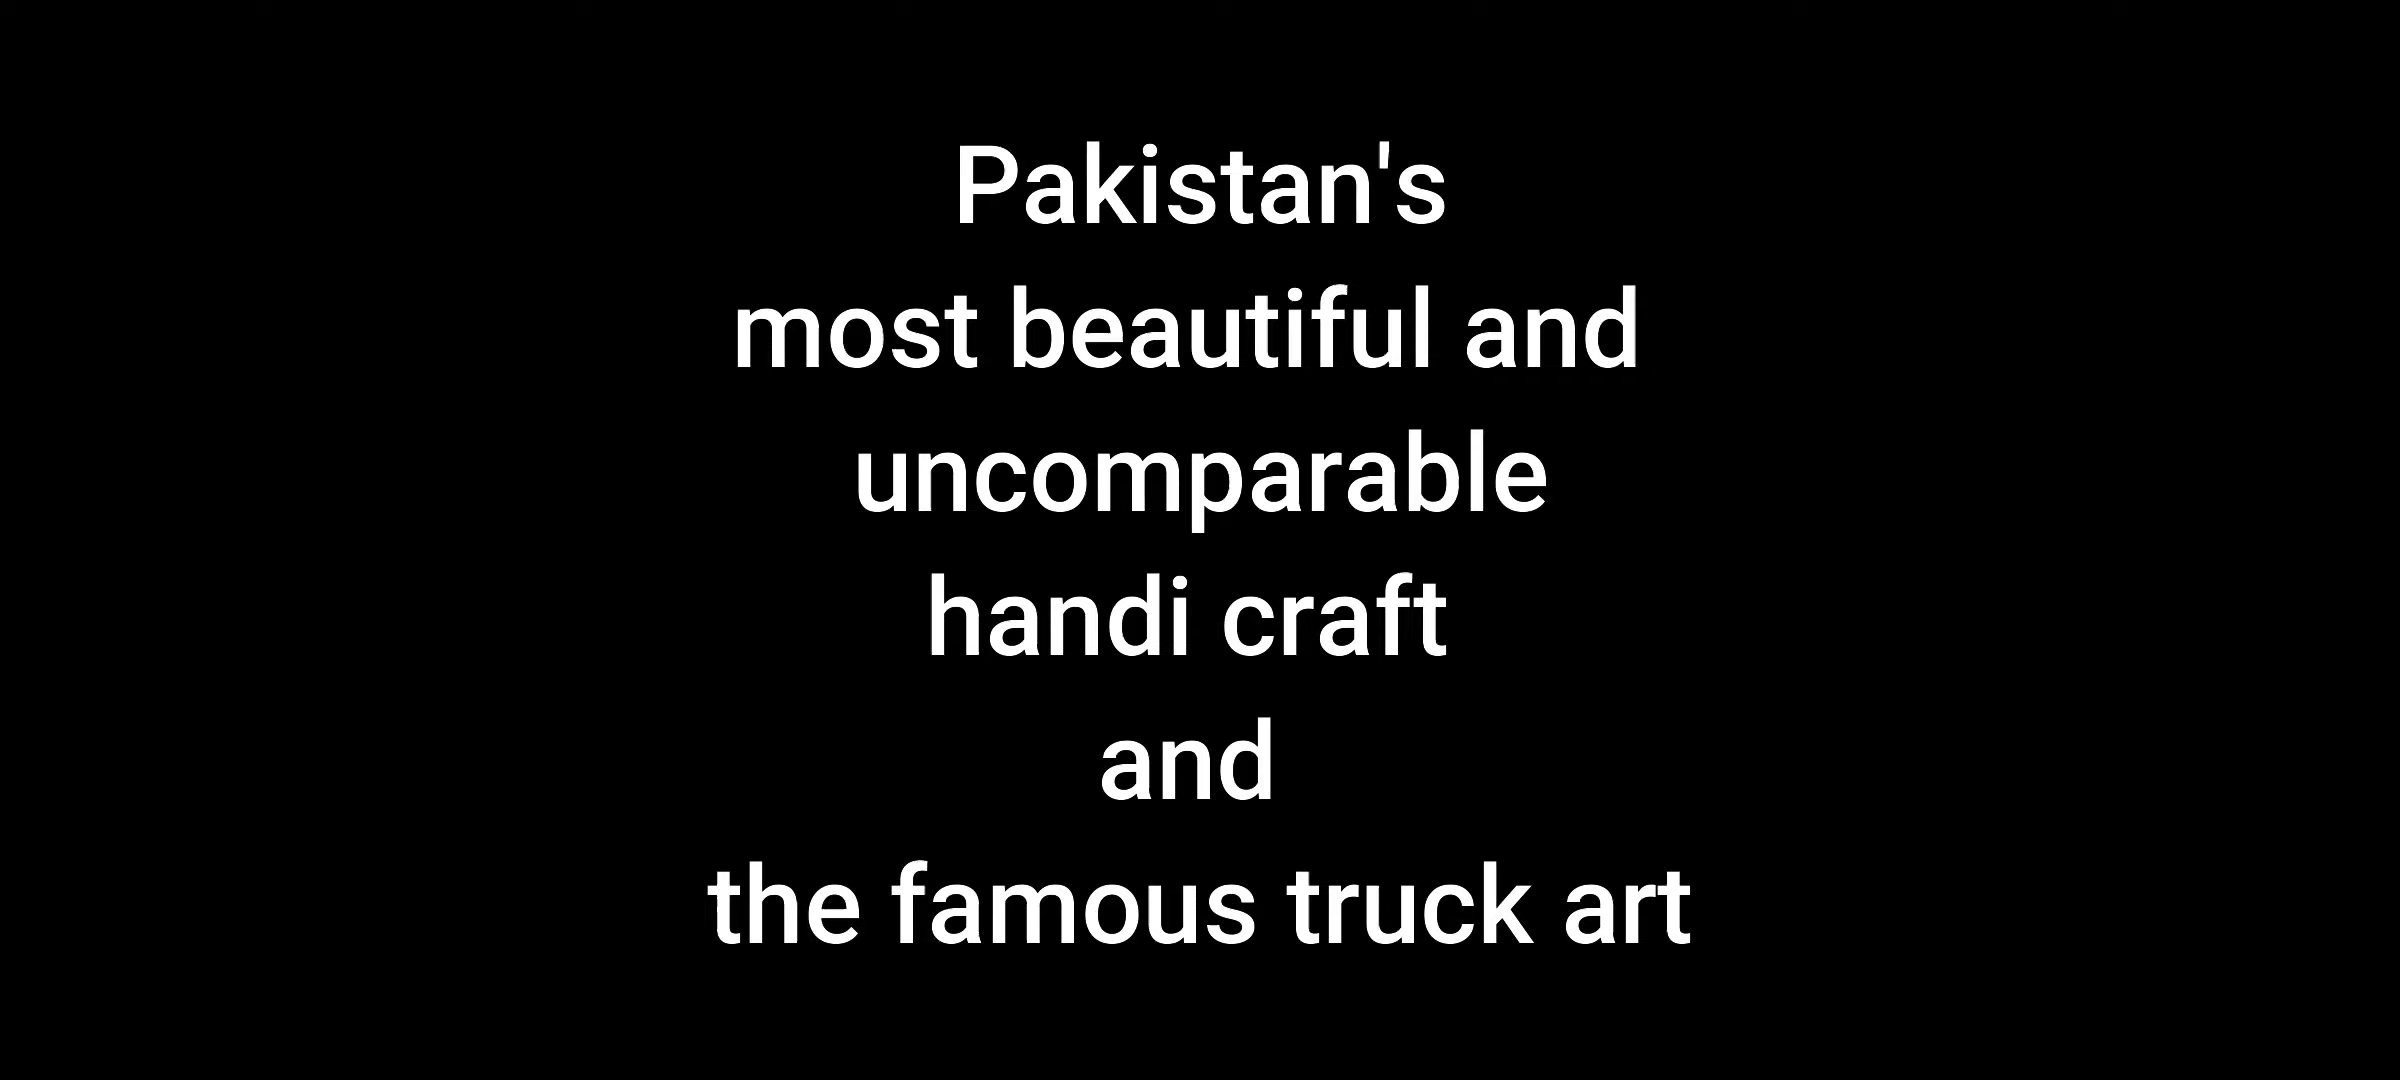 Pakistan's
most beautiful and
uncomparable
handi craft
and
the famous truck art